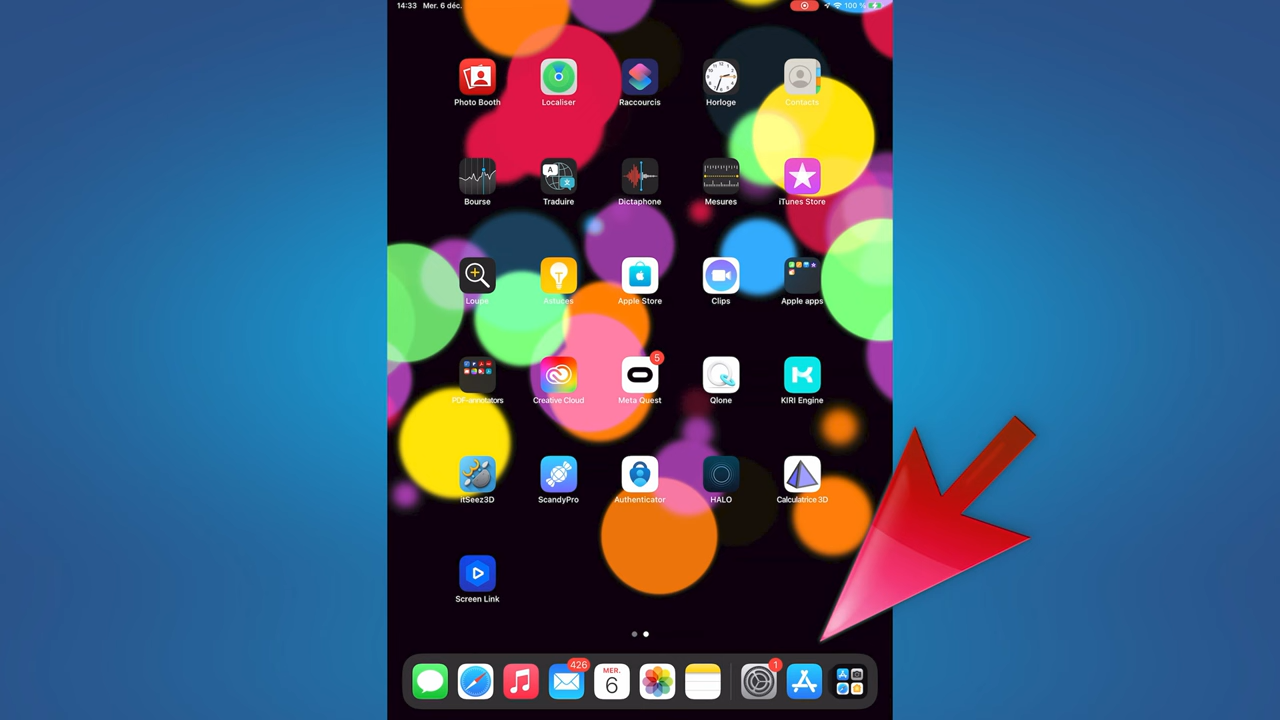 14:33 Mer. 6 déc.
100 %
Photo Booth
Localiser
Raccourcis
Horloge
Contacts
Bourse
Traduire
Dictaphone
Mesures
iTunes Store
Loupe
Astuces
Apple Store
Clips
Apple apps
5
PDF-annotators
Creative Cloud
Meta Quest
Qlone
KIRI Engine
itSeez3D
ScandyPro
Authenticator
HALO
Calculatrice 3D
Screen Link
426
MER.
6
1